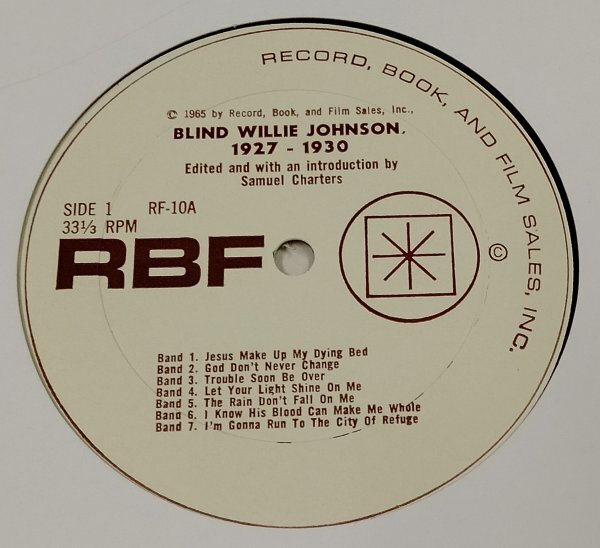 RECORD, BOOK, AND FILM SALES, INC.
© 1965 by Record, Book, and Film Sales, Inc.,
BLIND WILLIE JOHNSON,
1927 - 1930
Edited and with an introduction by
Samuel Charters
SIDE 1 RF-10A
33⅓ RPM
RBF
©
Band 1. Jesus Make Up My Dying Bed
Band 2. God Don't Never Change
Band 3. Trouble Soon Be Over
Band 4. Let Your Light Shine On Me
Band 5. The Rain Don't Fall On Me
Band 6. I Know His Blood Can Make Me Whole
Band 7. I'm Gonna Run To The City Of Refuge